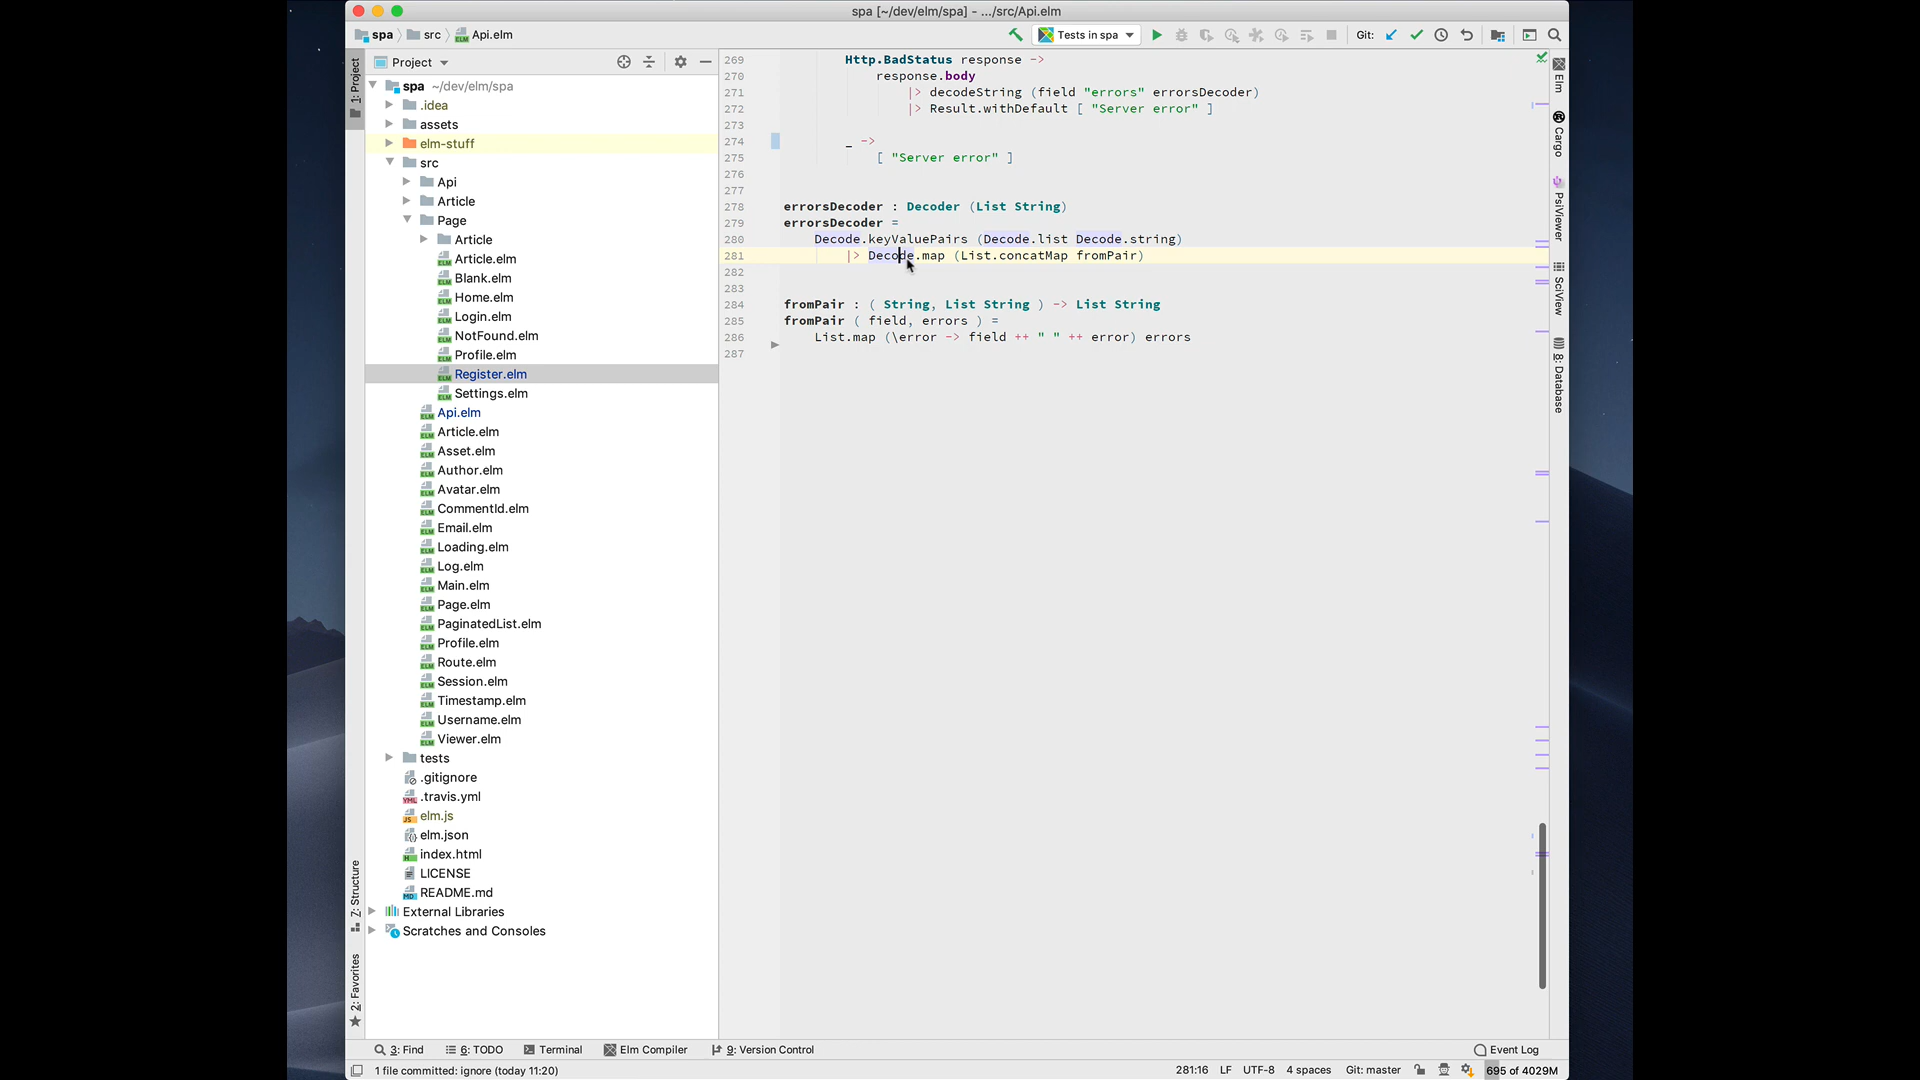 spa [~/dev/elm/spa] - .../src/Api.elm
spa
src
Api.elm
Tests in spa
Git:
1: Project
Project
spa ~/dev/elm/spa
.idea
assets
elm-stuff
src
Api
Article
Page
Article
Article.elm
Blank.elm
Home.elm
Login.elm
NotFound.elm
Profile.elm
Register.elm
Settings.elm
Api.elm
Article.elm
Asset.elm
Author.elm
Avatar.elm
CommentId.elm
Email.elm
Loading.elm
Log.elm
Main.elm
Page.elm
PaginatedList.elm
Profile.elm
Route.elm
Session.elm
Timestamp.elm
Username.elm
Viewer.elm
tests
.gitignore
.travis.yml
elm.js
elm.json
index.html
LICENSE
README.md
External Libraries
Scratches and Consoles
7: Structure
2: Favorites
269 Http.BadStatus response ->
270 response.body
271 |> decodeString (field "errors" errorsDecoder)
272 |> Result.withDefault [ "Server error" ]
273
274 _ ->
275 [ "Server error" ]
276
277
278 errorsDecoder : Decoder (List String)
279 errorsDecoder =
280 Decode.keyValuePairs (Decode.list Decode.string)
281 |> Decode.map (List.concatMap fromPair)
282
283
284 fromPair : ( String, List String ) -> List String
285 fromPair ( field, errors ) =
286 List.map (\error -> field ++ " " ++ error) errors
287
Elm
Cargo
PsiViewer
SciView
8: Database
3: Find
6: TODO
Terminal
Elm Compiler
9: Version Control
Event Log
1 file committed: ignore (today 11:20)
281:16
LF
UTF-8
4 spaces
Git: master
695 of 4029M